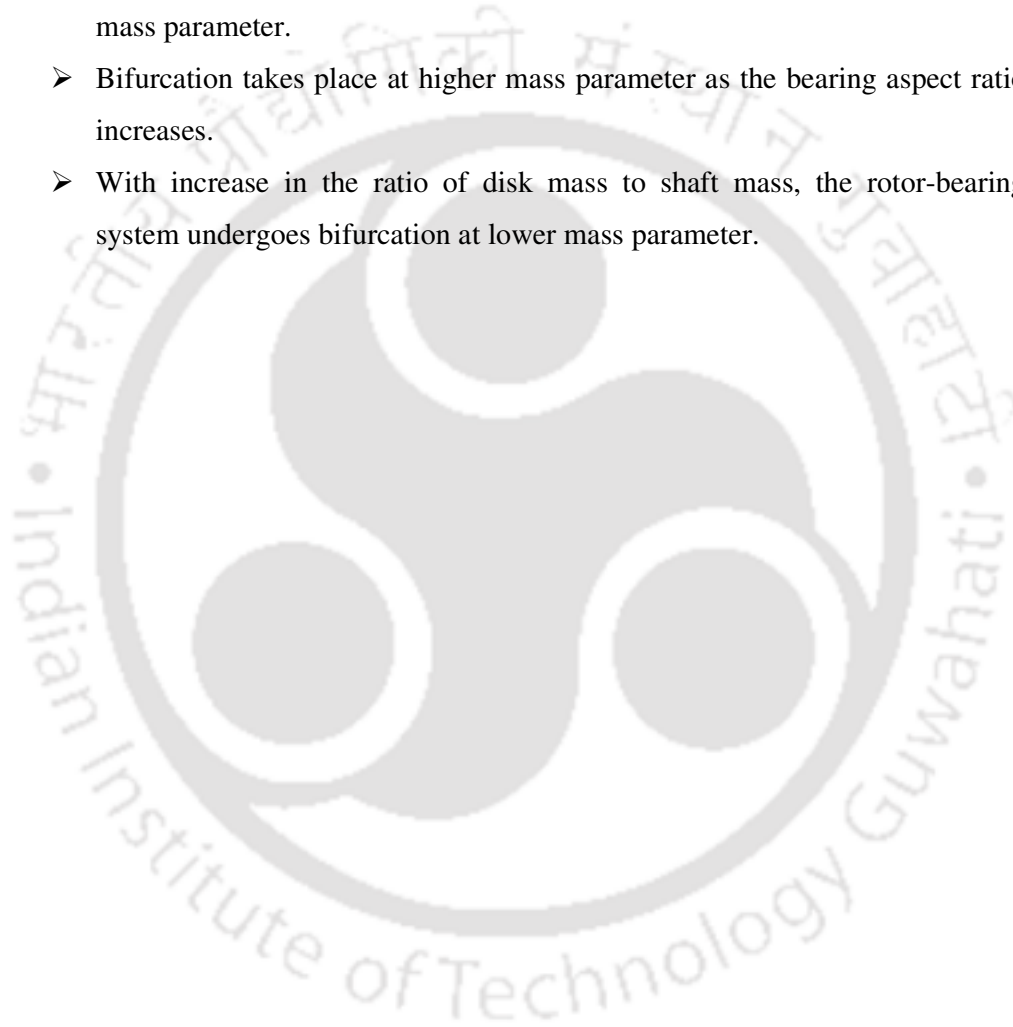 mass parameter.
➢ Bifurcation takes place at higher mass parameter as the bearing aspect ratio
increases.
➢ With increase in the ratio of disk mass to shaft mass, the rotor-bearing
system undergoes bifurcation at lower mass parameter.
भारतीय प्रौद्योगिकी संस्थान गुवाहाटी
• Indian Institute of Technology Guwahati •